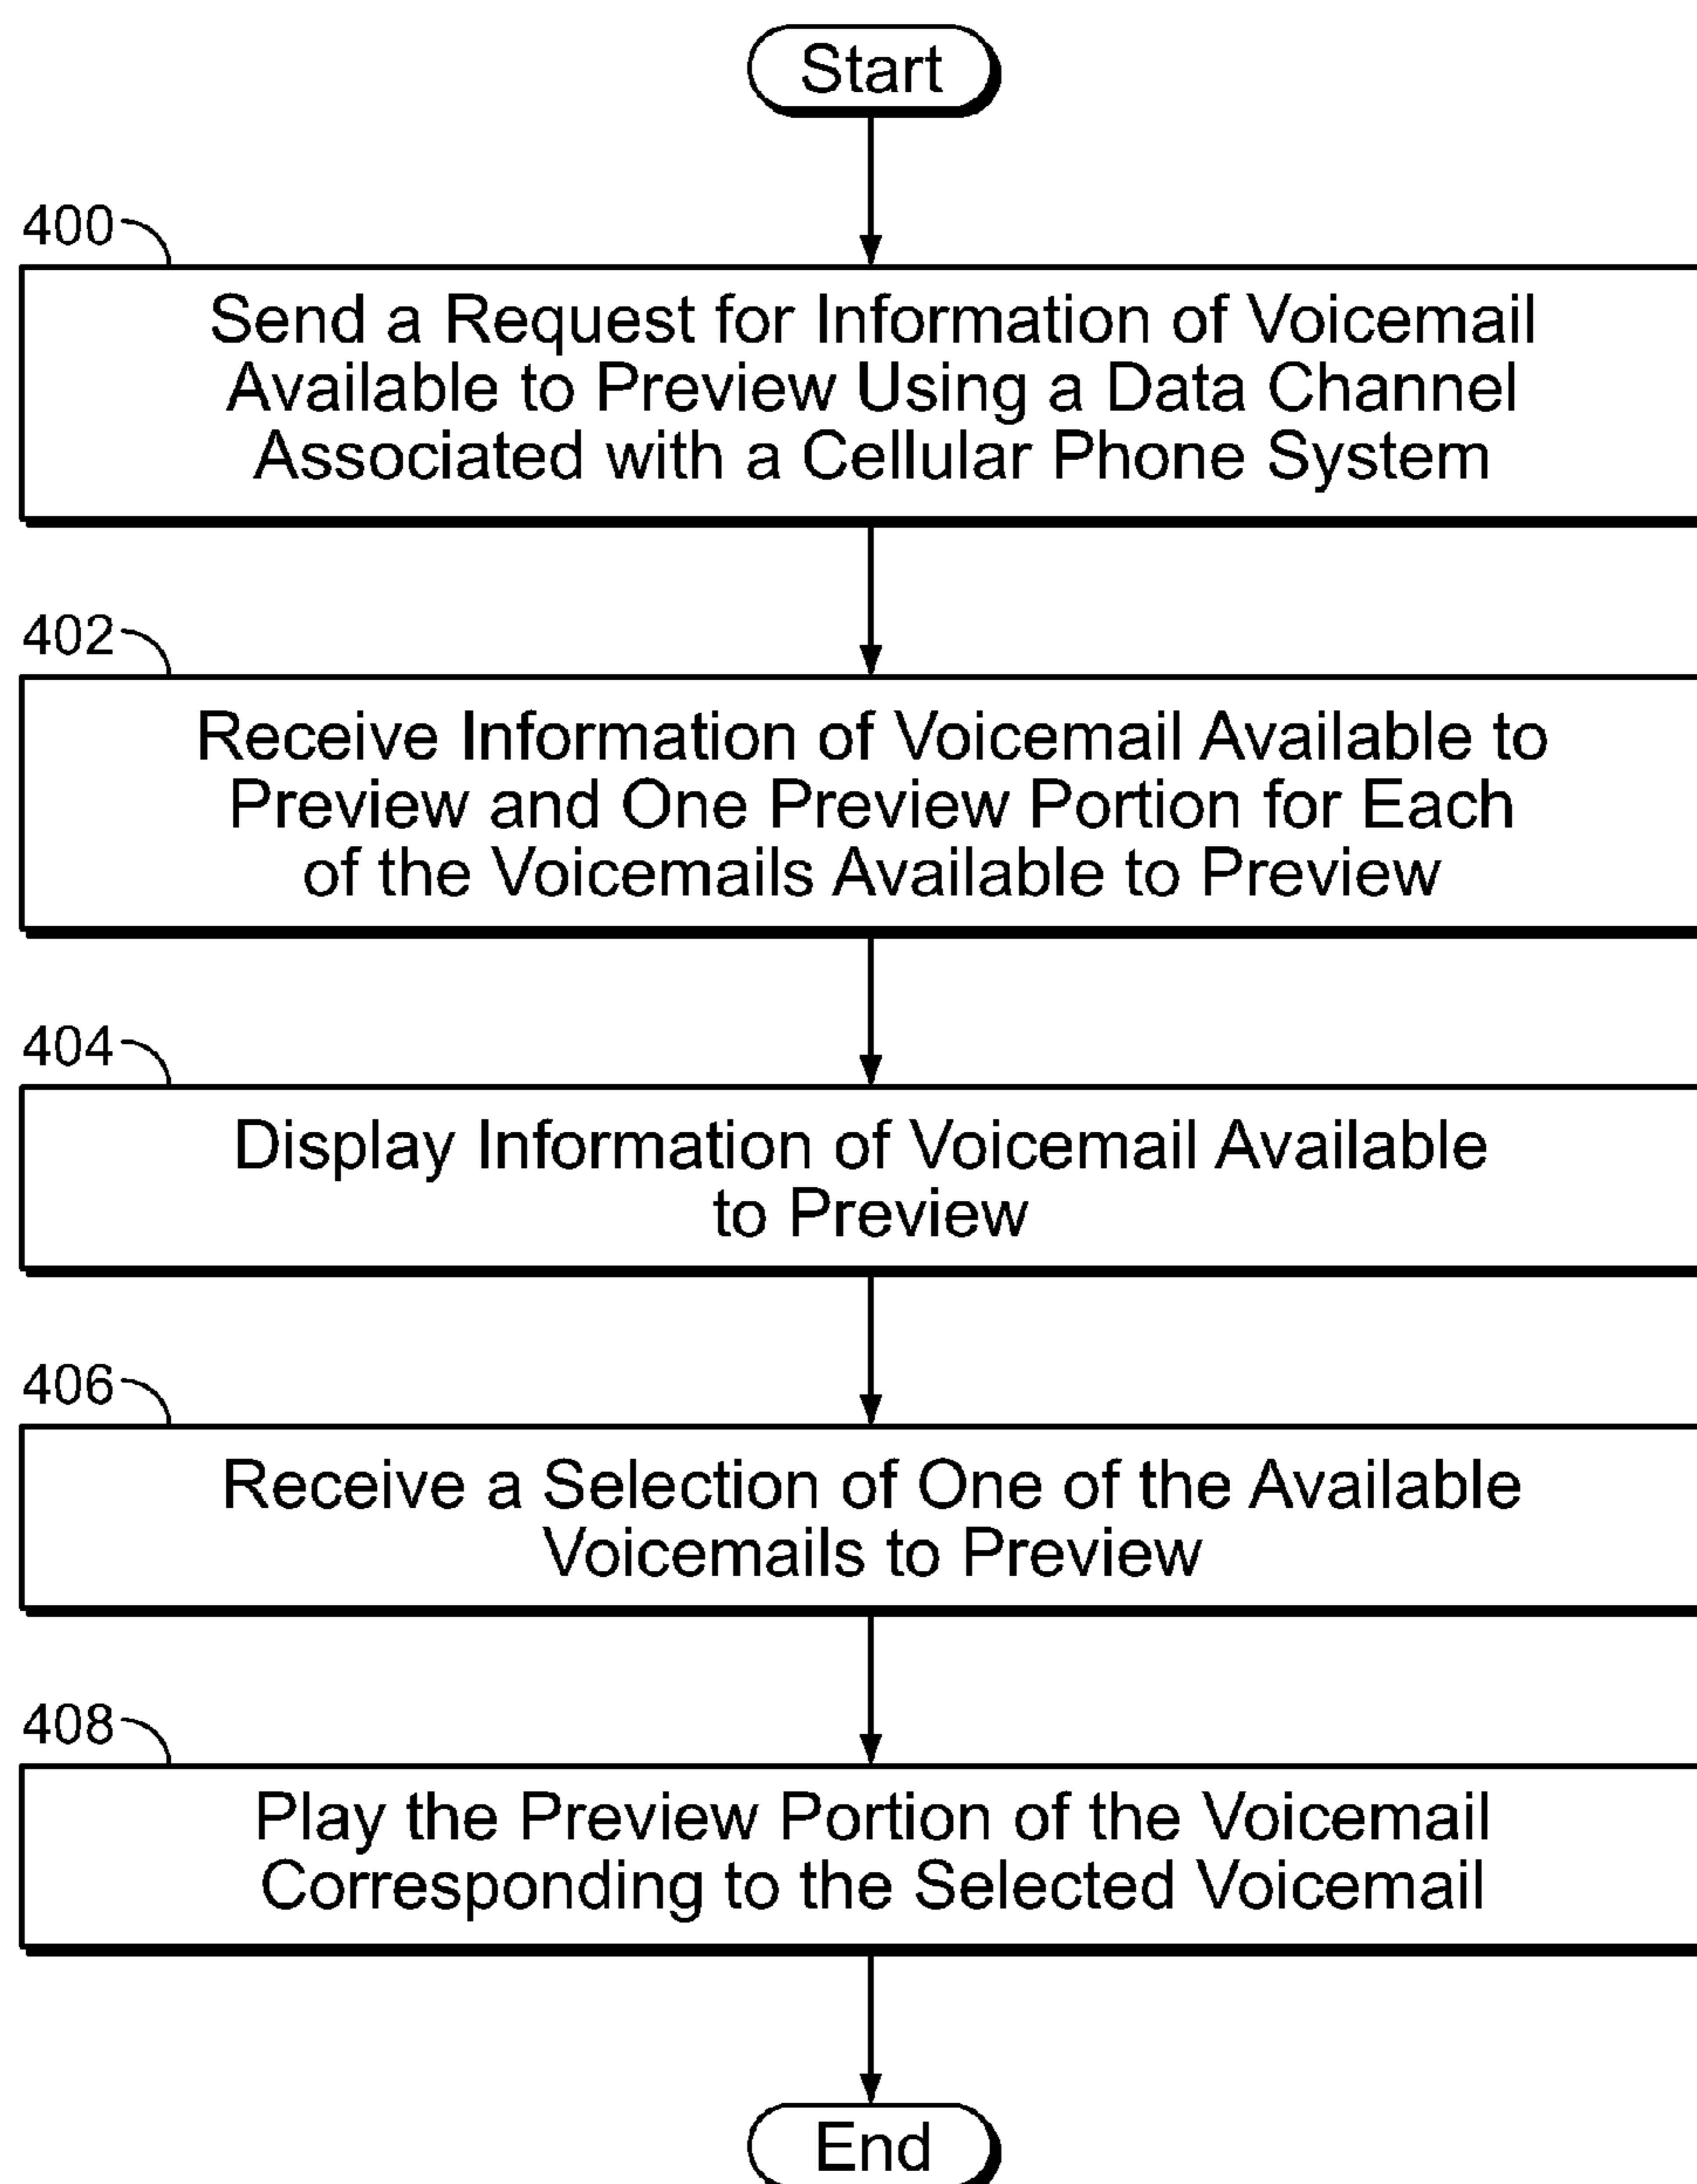 Start
400
Send a Request for Information of Voicemail
Available to Preview Using a Data Channel
Associated with a Cellular Phone System
402
Receive Information of Voicemail Available to
Preview and One Preview Portion for Each
of the Voicemails Available to Preview
404
Display Information of Voicemail Available
to Preview
406
Receive a Selection of One of the Available
Voicemails to Preview
408
Play the Preview Portion of the Voicemail
Corresponding to the Selected Voicemail
End